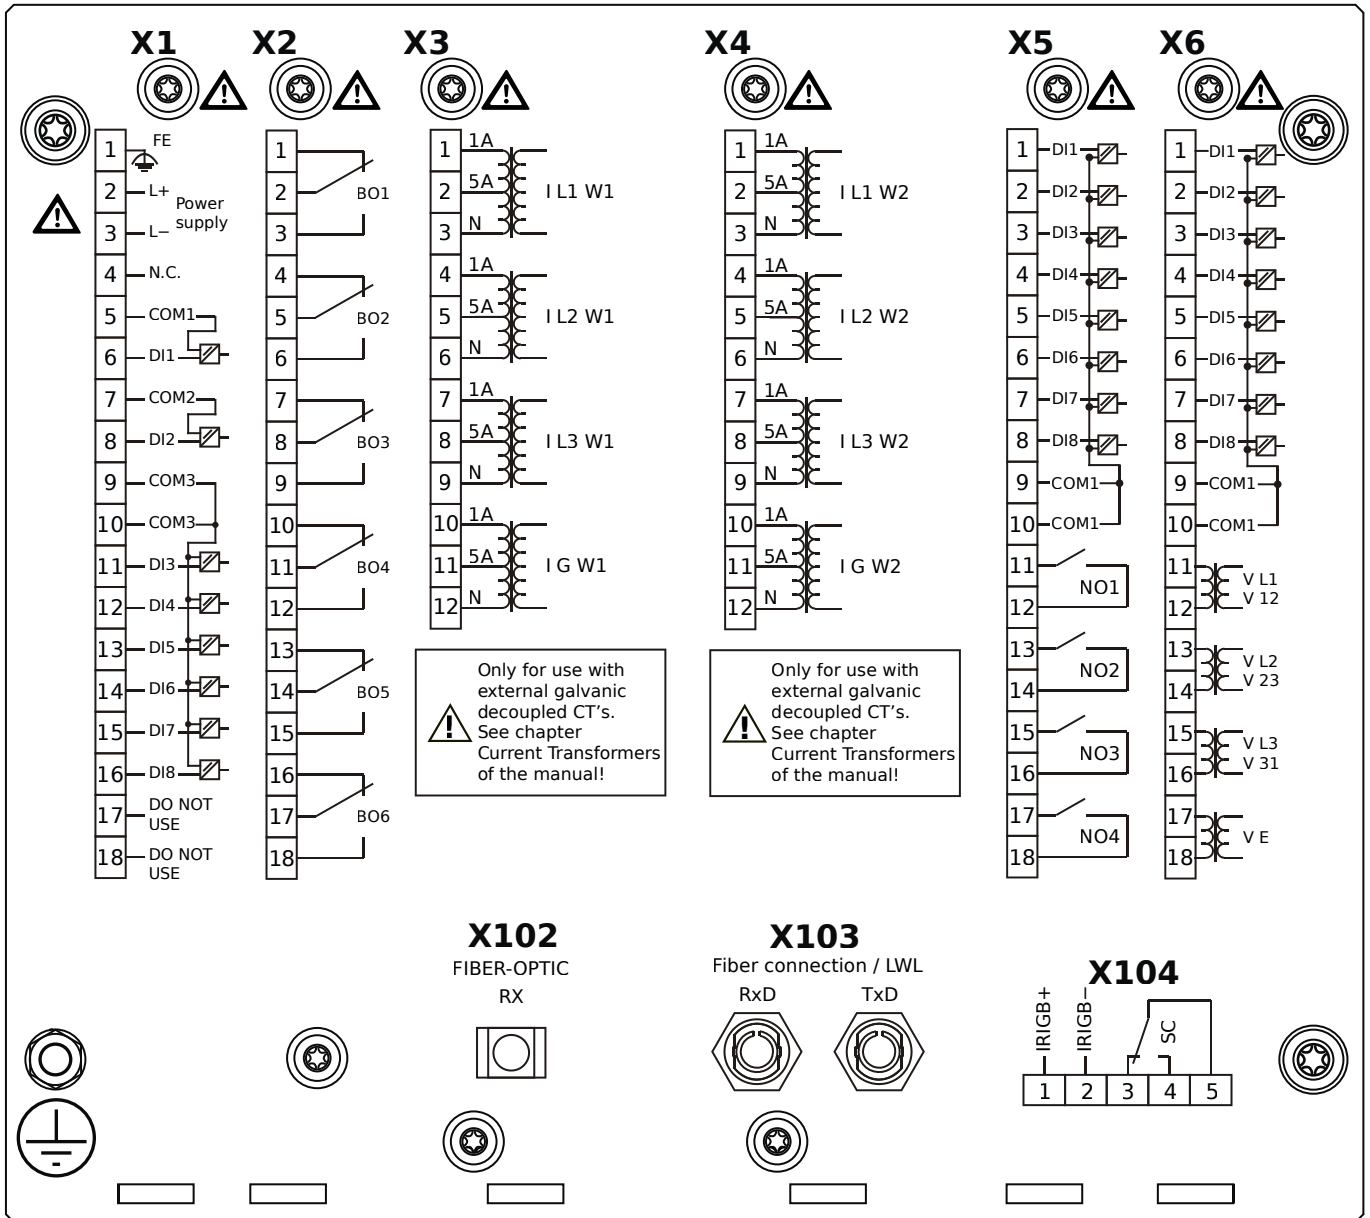 X1
X2
X3
X4
X5
X6
1 FE
2 L+ Power
supply
3 L−
4 N.C.
5 COM1
6 DI1
7 COM2
8 DI2
9 COM3
10 COM3
11 DI3
12 DI4
13 DI5
14 DI6
15 DI7
16 DI8
17 DO NOT
USE
18 DO NOT
USE
1
2 BO1
3
4
5 BO2
6
7
8 BO3
9
10
11 BO4
12
13
14 BO5
15
16
17 BO6
18
1 1A
2 5A I L1 W1
3 N
4 1A
5 5A I L2 W1
6 N
7 1A
8 5A I L3 W1
9 N
10 1A
11 5A I G W1
12 N
Only for use with
external galvanic
decoupled CT's.
See chapter
Current Transformers
of the manual!
1 1A
2 5A I L1 W2
3 N
4 1A
5 5A I L2 W2
6 N
7 1A
8 5A I L3 W2
9 N
10 1A
11 5A I G W2
12 N
Only for use with
external galvanic
decoupled CT's.
See chapter
Current Transformers
of the manual!
1 DI1
2 DI2
3 DI3
4 DI4
5 DI5
6 DI6
7 DI7
8 DI8
9 COM1
10 COM1
11
NO1
12
13
NO2
14
15
NO3
16
17
NO4
18
1 DI1
2 DI2
3 DI3
4 DI4
5 DI5
6 DI6
7 DI7
8 DI8
9 COM1
10 COM1
11 V L1
12 V 12
13 V L2
14 V 23
15 V L3
16 V 31
17
V E
18
X102
FIBER-OPTIC
RX
X103
Fiber connection / LWL
RxD TxD
X104
IRIGB+
IRIGB−
SC
1 2 3 4 5